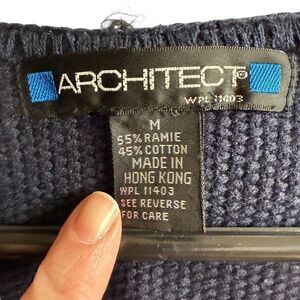 ARCHITECT®
WPL 11403
M
55% RAMIE
45% COTTON
MADE IN
HONG KONG
WPL 11403
SEE REVERSE
FOR CARE